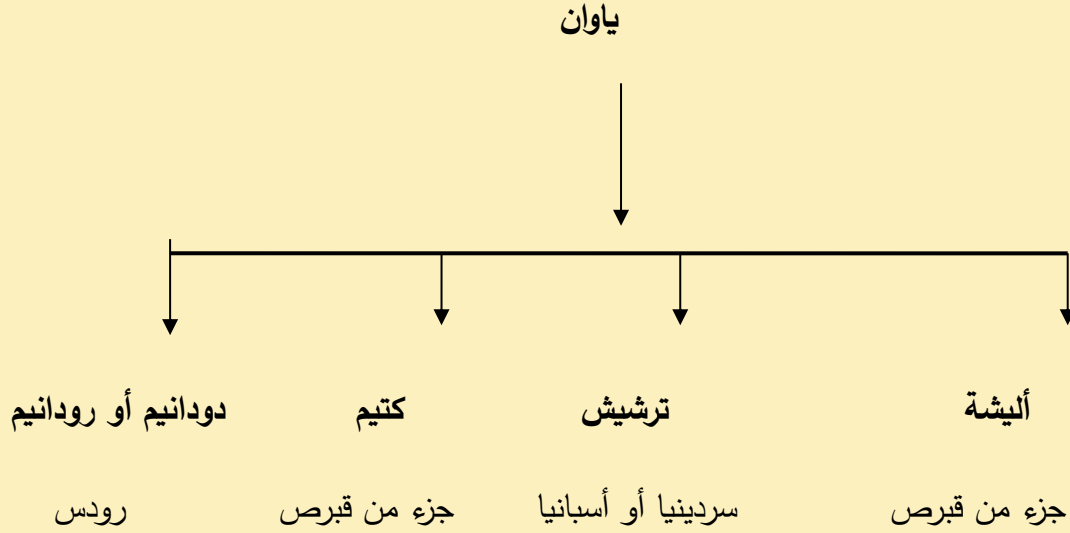 ياوان
أليشة ترشيش كتيم دودانيم أو رودانيم
جزء من قبرص سردينيا أو أسبانيا جزء من قبرص رودس